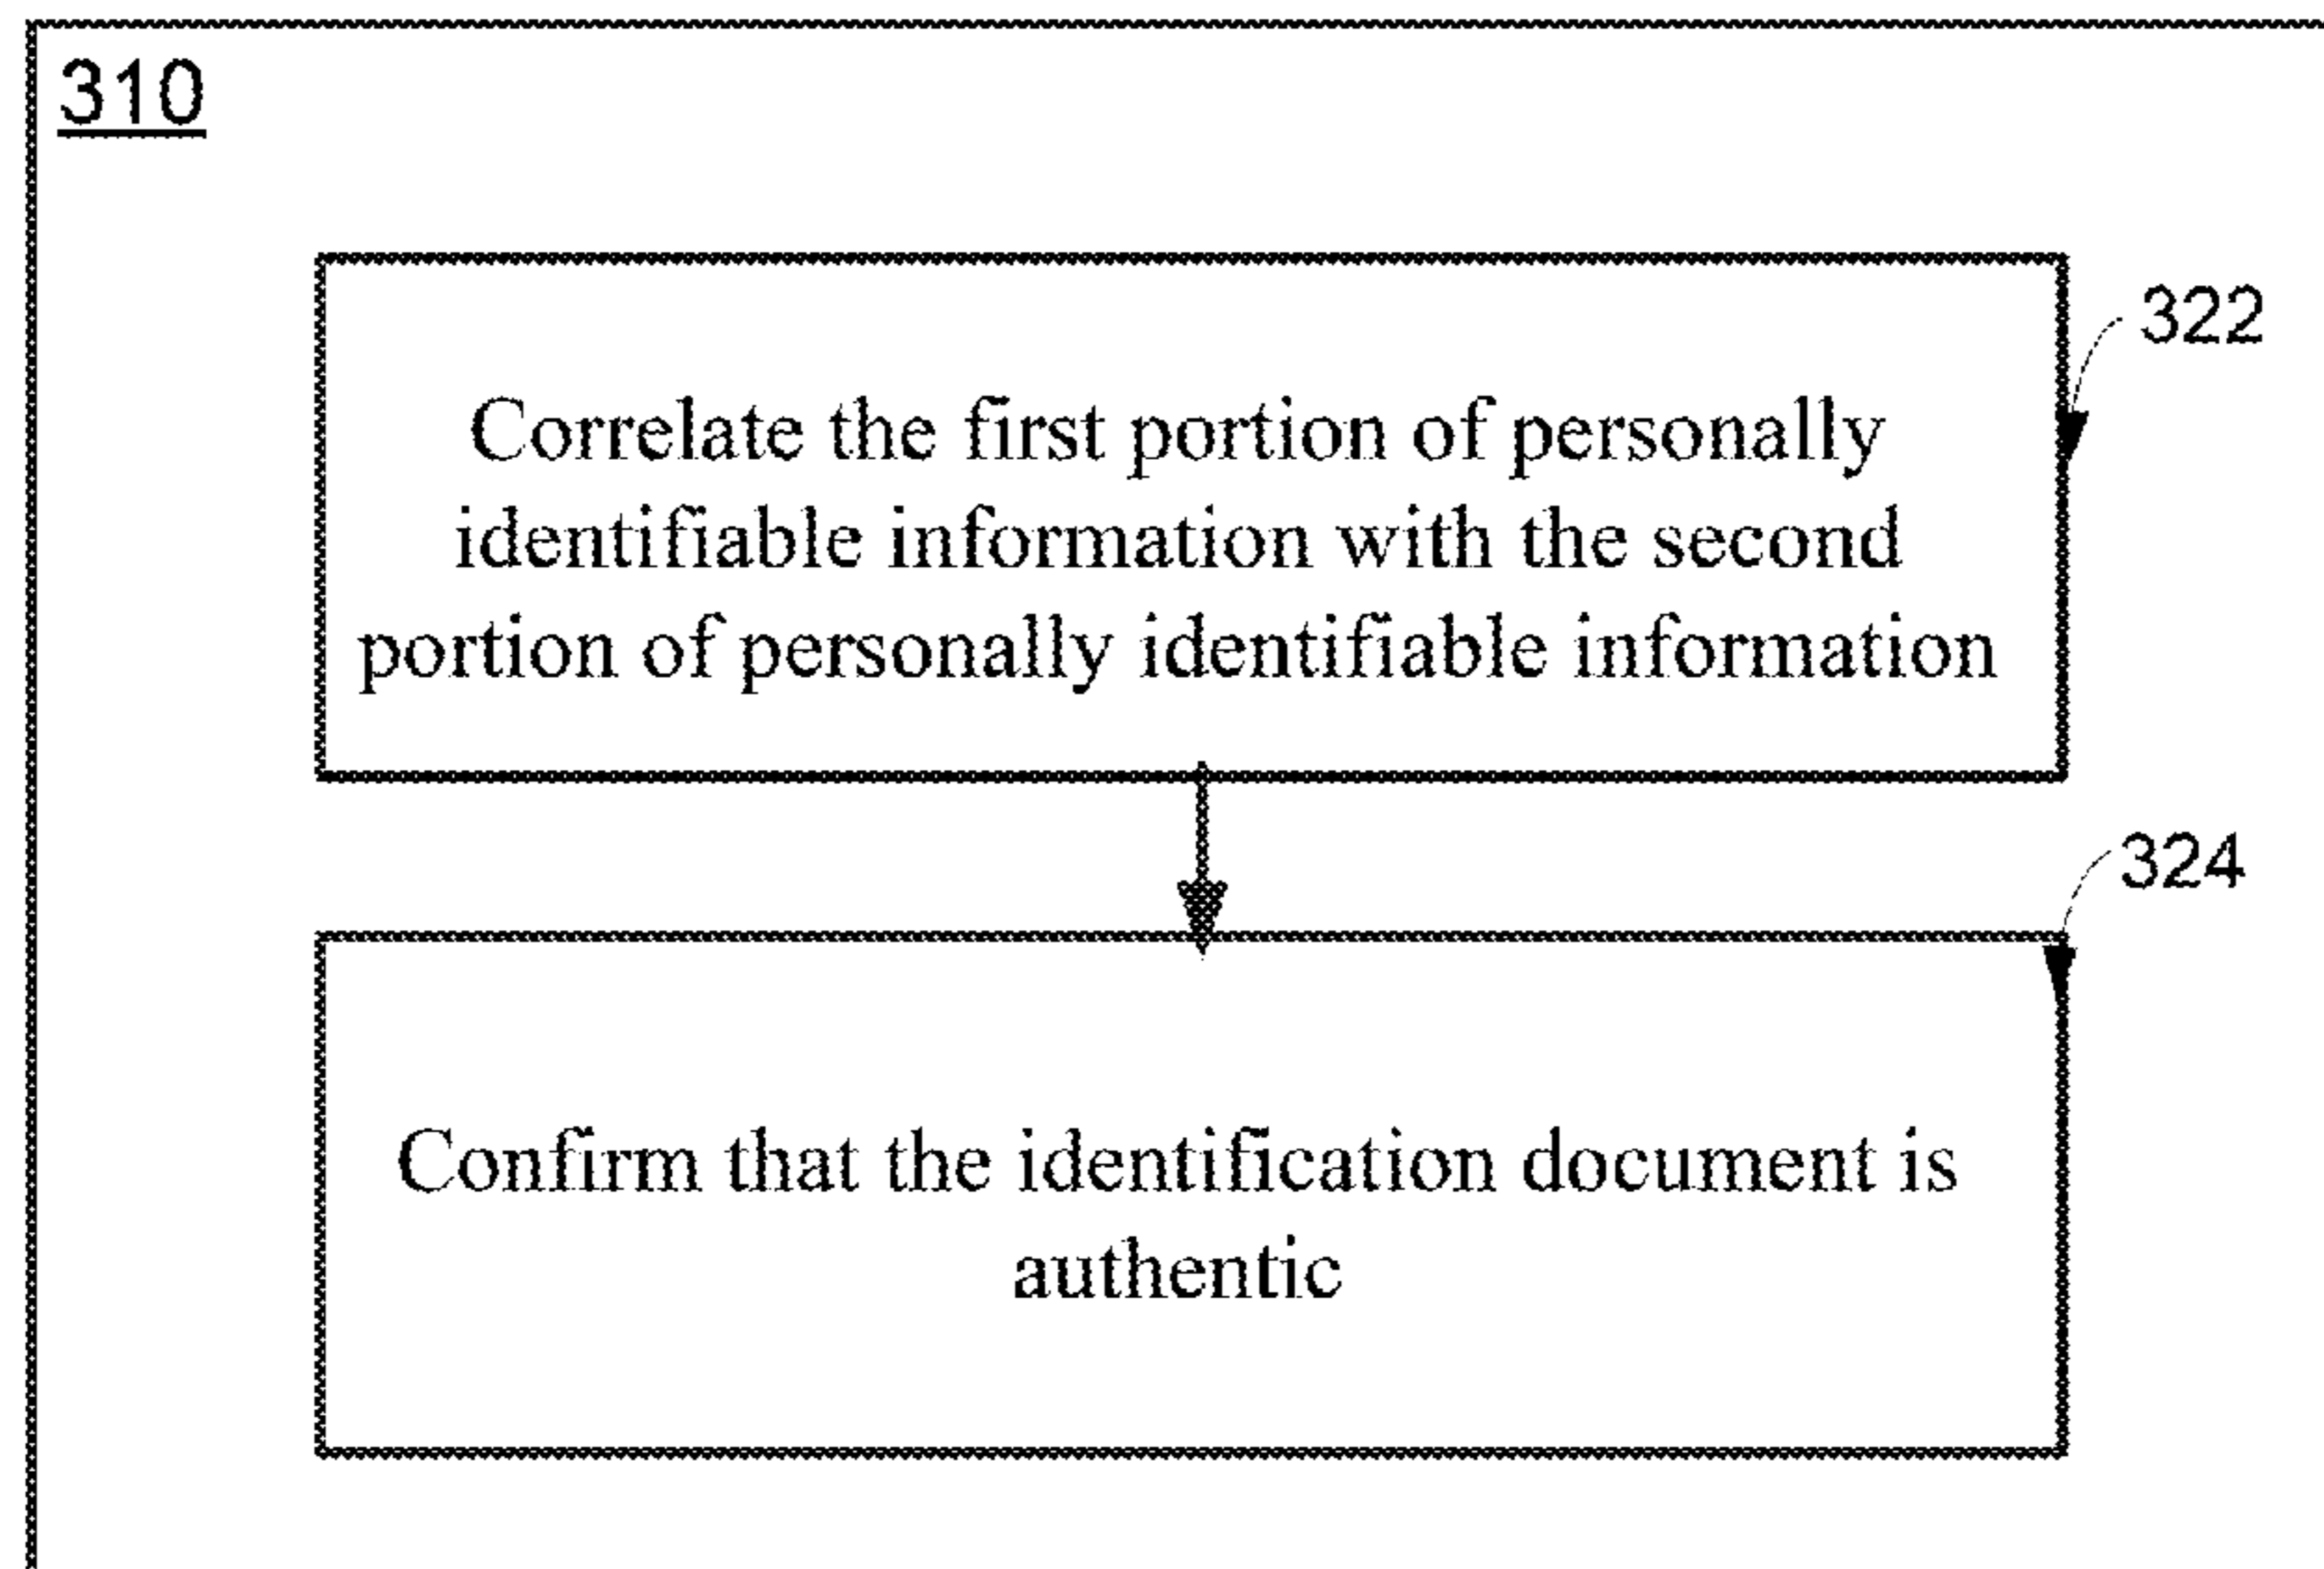 310
322
Correlate the first portion of personally
identifiable information with the second
portion of personally identifiable information
324
Confirm that the identification document is
authentic